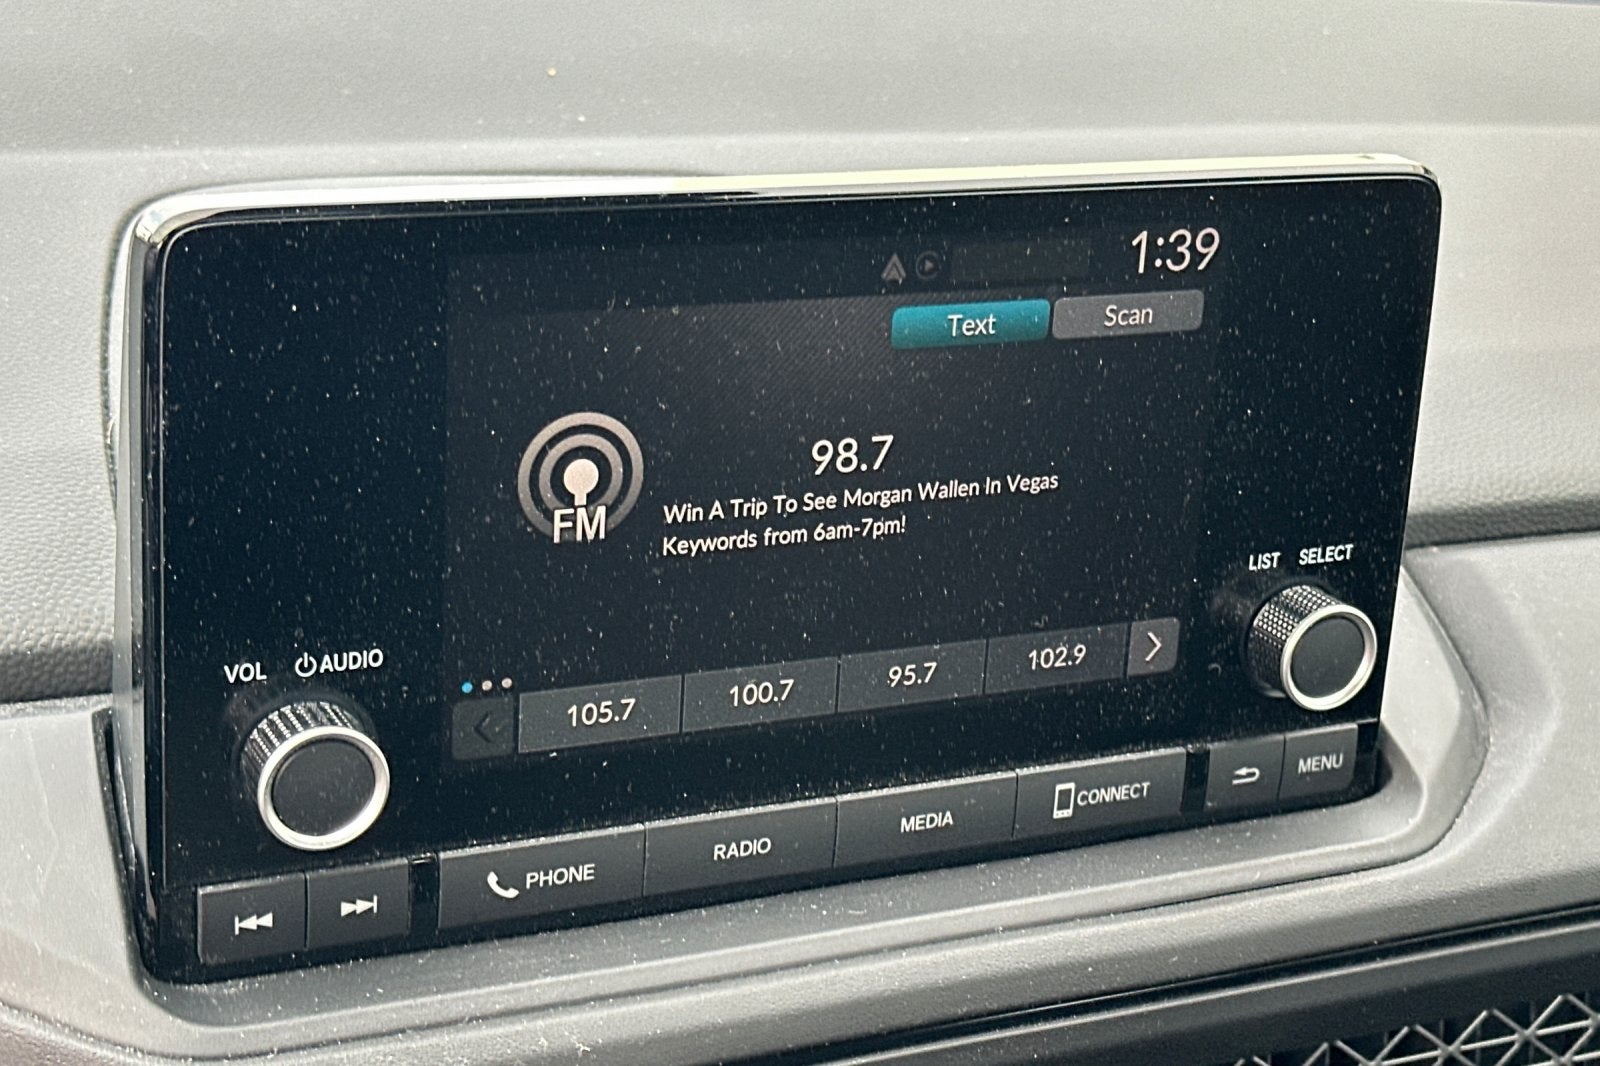 1:39
Text Scan
98.7
Win A Trip To See Morgan Wallen In Vegas
Keywords from 6am-7pm!
FM
LIST SELECT
VOL AUDIO
105.7 100.7 95.7 102.9
PHONE RADIO MEDIA CONNECT MENU